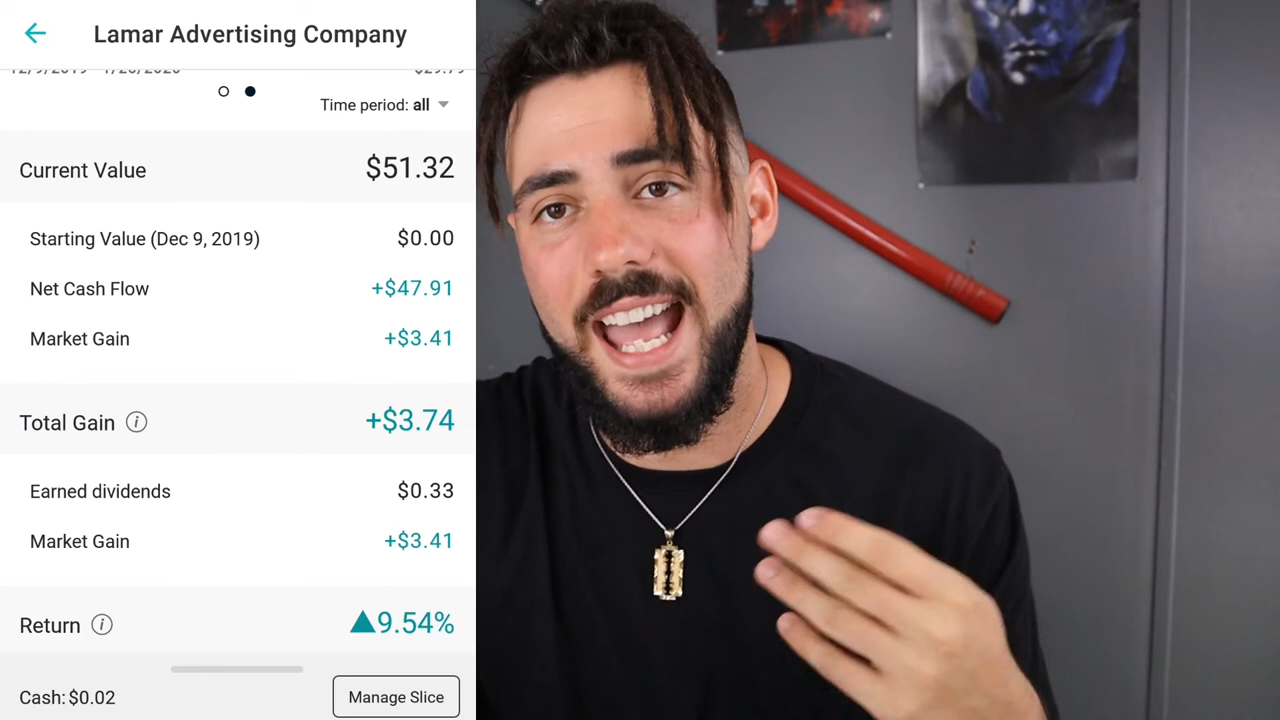 Lamar Advertising Company
Time period: all
Current Value $51.32
Starting Value (Dec 9, 2019) $0.00
Net Cash Flow +$47.91
Market Gain +$3.41
Total Gain +$3.74
Earned dividends $0.33
Market Gain +$3.41
Return 9.54%
Cash: $0.02 Manage Slice